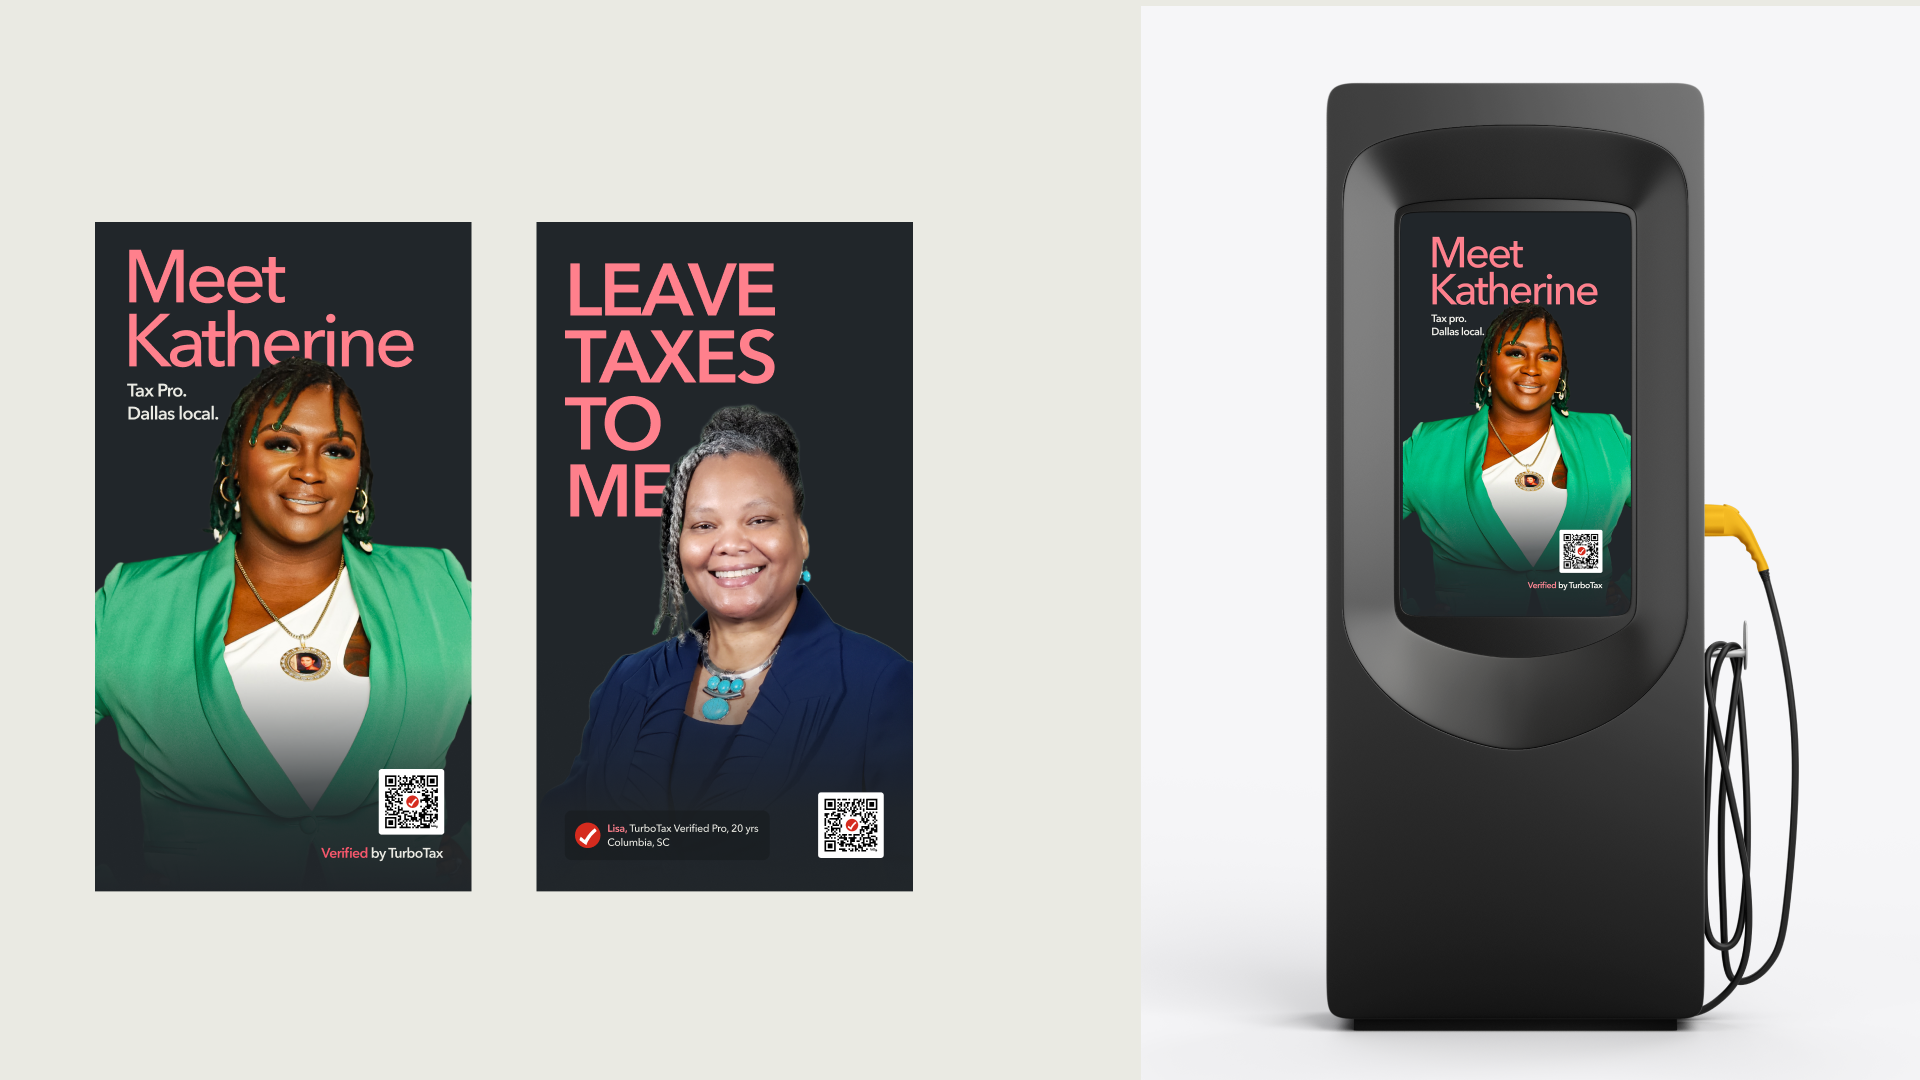 Meet
Katherine
Tax Pro.
Dallas local.
Verified by TurboTax
LEAVE
TAXES
TO
ME
Lisa, TurboTax Verified Pro, 20 yrs
Columbia, SC
Meet
Katherine
Tax pro.
Dallas local.
Verified by TurboTax